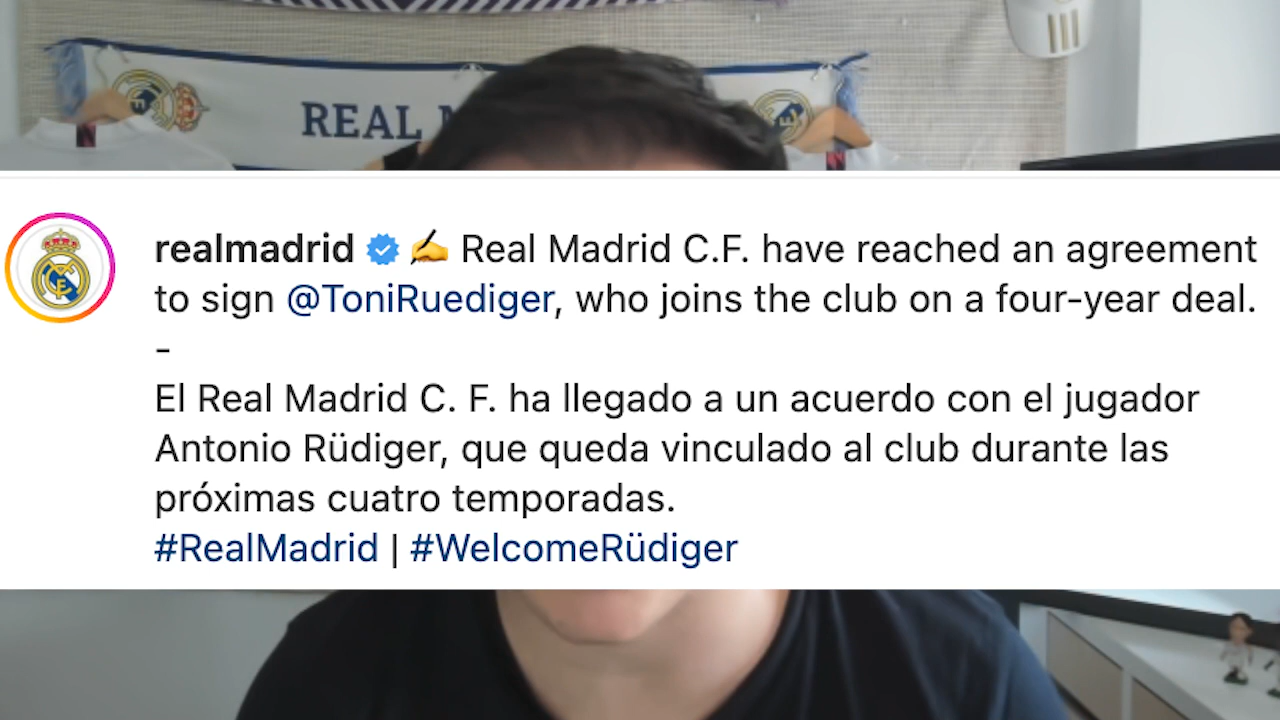 REAL
realmadrid ✍️ Real Madrid C.F. have reached an agreement
to sign @ToniRuediger, who joins the club on a four-year deal.
-
El Real Madrid C. F. ha llegado a un acuerdo con el jugador
Antonio Rüdiger, que queda vinculado al club durante las
próximas cuatro temporadas.
#RealMadrid | #WelcomeRüdiger